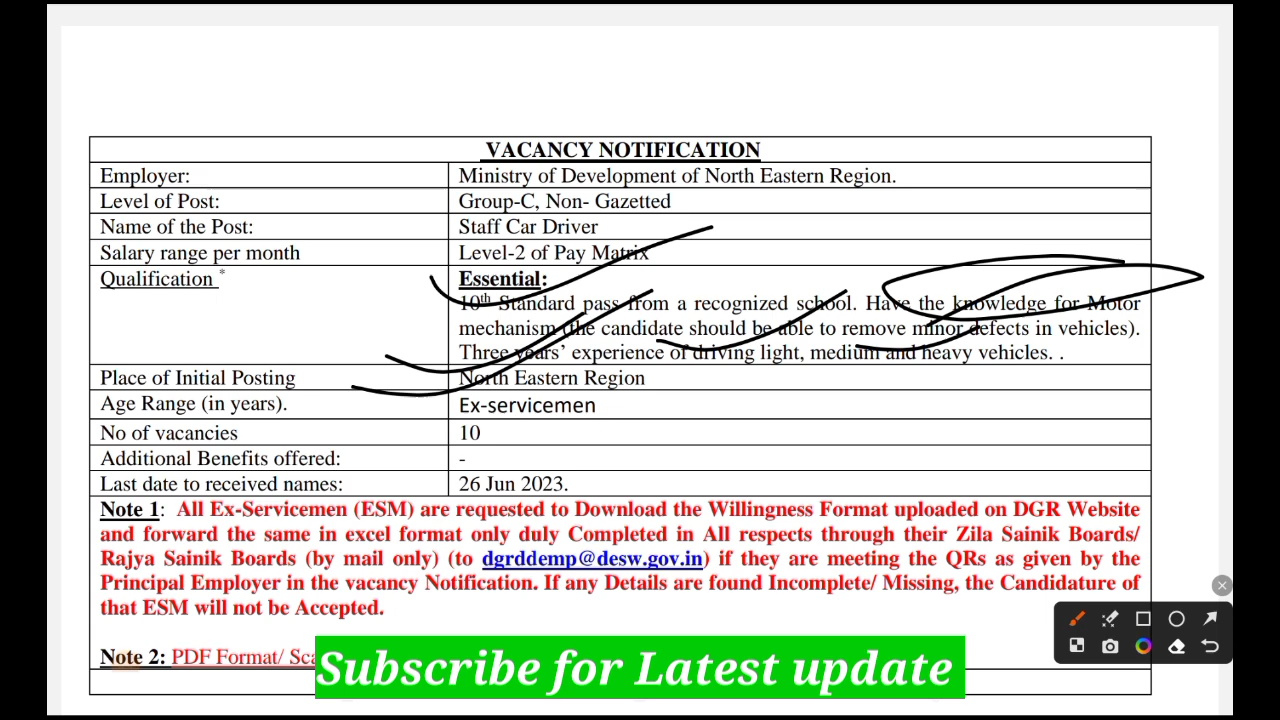 VACANCY NOTIFICATION
Employer: Ministry of Development of North Eastern Region.
Level of Post: Group-C, Non- Gazetted
Name of the Post: Staff Car Driver
Salary range per month Level-2 of Pay Matrix
Qualification * Essential:
10th Standard pass from a recognized school. Have the knowledge for Motor
mechanism (the candidate should be able to remove minor defects in vehicles).
Three years’ experience of driving light, medium and heavy vehicles. .
Place of Initial Posting North Eastern Region
Age Range (in years). Ex-servicemen
No of vacancies 10
Additional Benefits offered: -
Last date to received names: 26 Jun 2023.
Note 1: All Ex-Servicemen (ESM) are requested to Download the Willingness Format uploaded on DGR Website
and forward the same in excel format only duly Completed in All respects through their Zila Sainik Boards/
Rajya Sainik Boards (by mail only) (to dgrddemp@desw.gov.in) if they are meeting the QRs as given by the
Principal Employer in the vacancy Notification. If any Details are found Incomplete/ Missing, the Candidature of
that ESM will not be Accepted.
Note 2: PDF Format/
Subscribe for Latest update